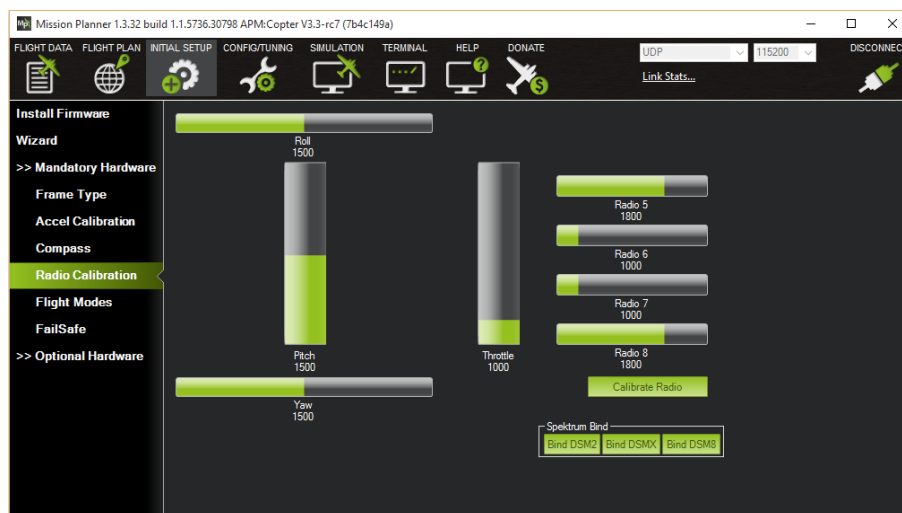 Mission Planner 1.3.32 build 1.1.5736.30798 APM:Copter V3.3-rc7 (7b4c149a)
FLIGHT DATA FLIGHT PLAN INITIAL SETUP CONFIG/TUNING SIMULATION TERMINAL HELP DONATE UDP 115200 DISCONNEC
Link Stats...
Install Firmware
Wizard
>> Mandatory Hardware
Frame Type
Accel Calibration
Compass
Radio Calibration
Flight Modes
FailSafe
>> Optional Hardware
Roll
1500
Pitch
1500
Throttle
1000
Yaw
1500
Radio 5
1800
Radio 6
1000
Radio 7
1000
Radio 8
1800
Calibrate Radio
Spektrum Bind
Bind DSM2 Bind DSMX Bind DSM8